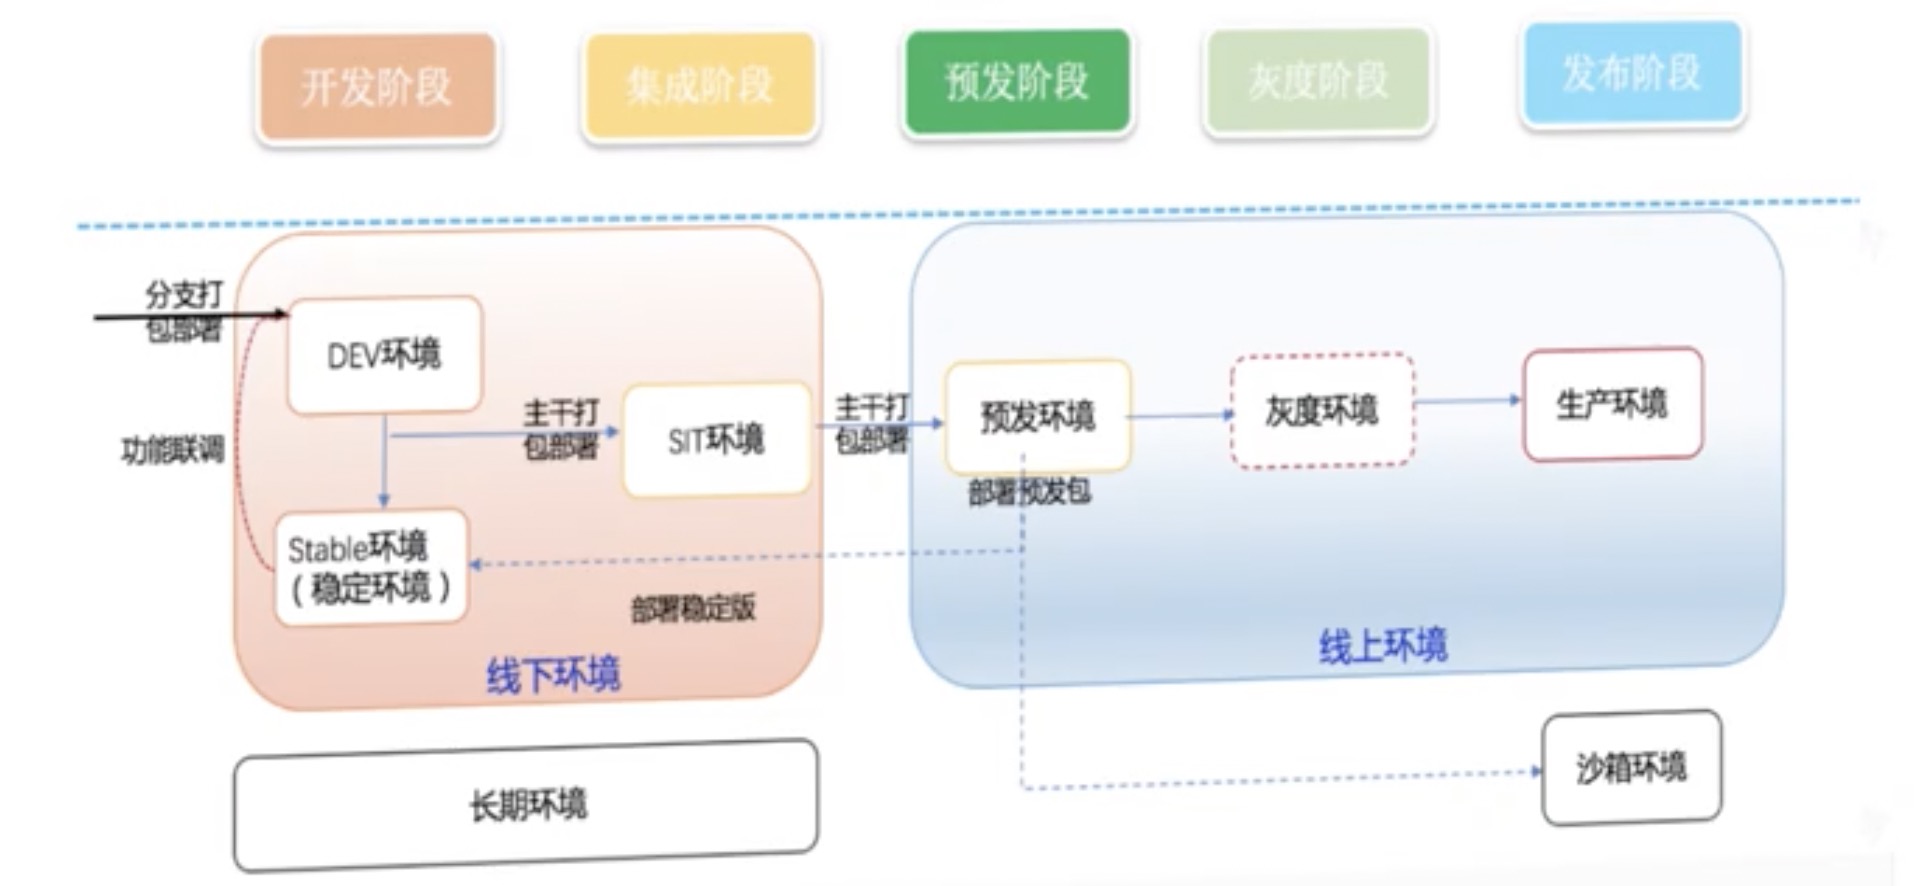 开发阶段
集成阶段
预发阶段
灰度阶段
发布阶段
分支打
包部署
DEV环境
功能联调
主干打
包部署
SIT环境
主干打
包部署
预发环境
灰度环境
生产环境
部署预发包
Stable环境
（稳定环境）
部署稳定版
线下环境
线上环境
长期环境
沙箱环境